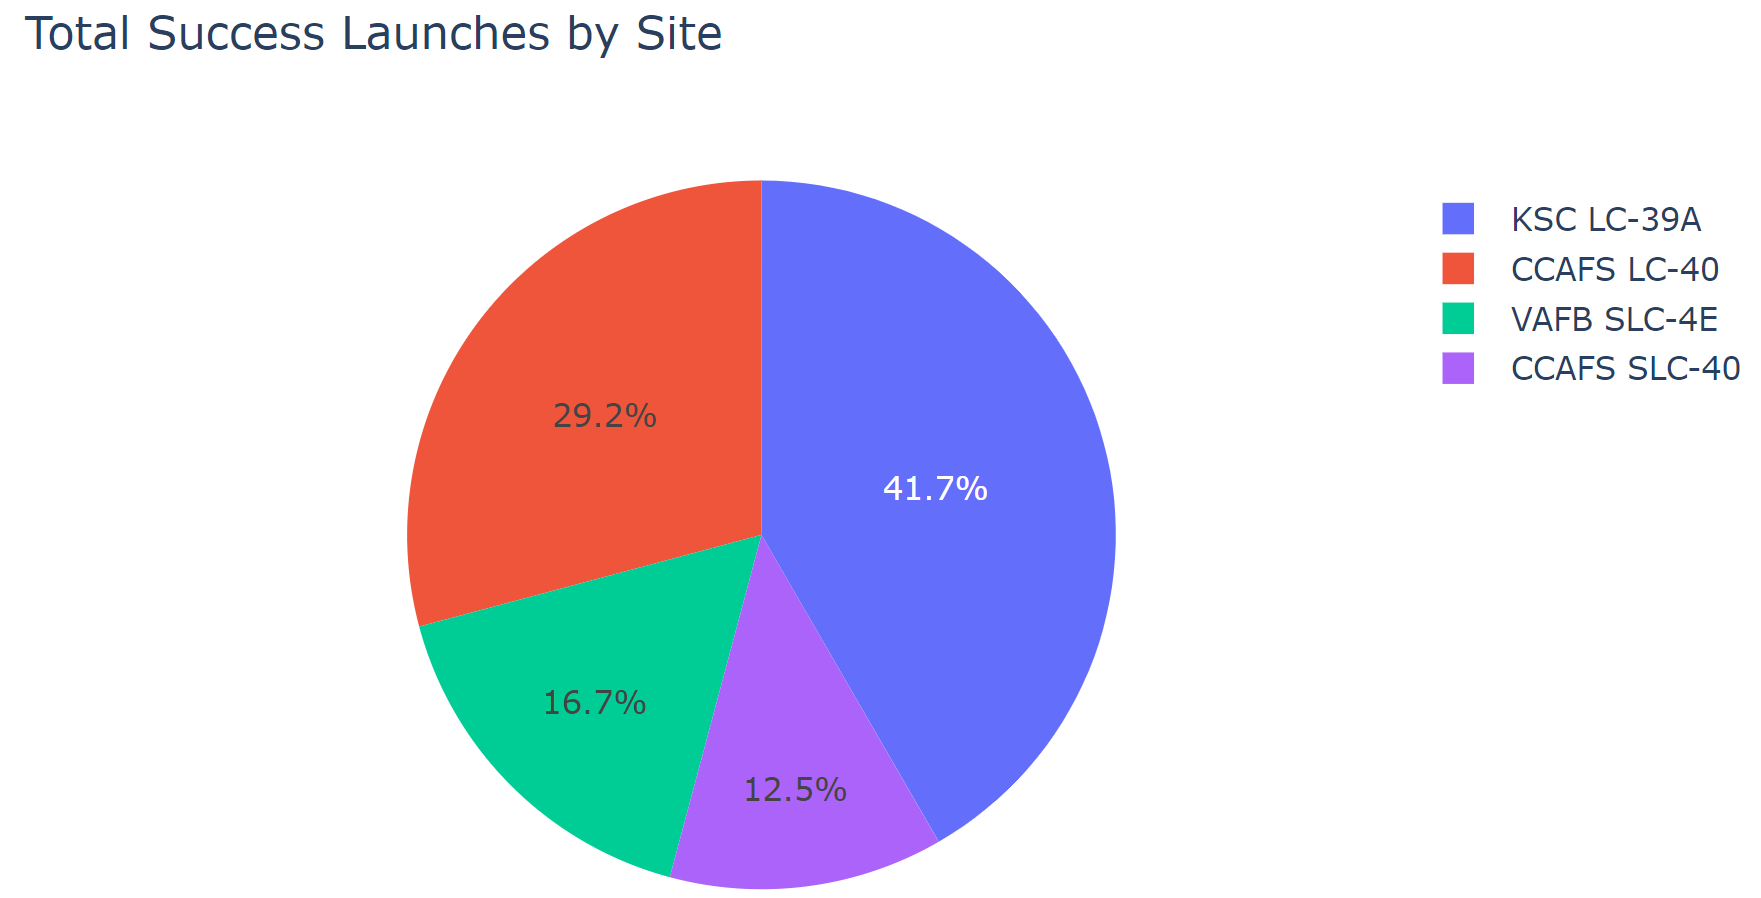 Total Success Launches by Site
KSC LC-39A
CCAFS LC-40
VAFB SLC-4E
CCAFS SLC-40
29.2%
41.7%
16.7%
12.5%